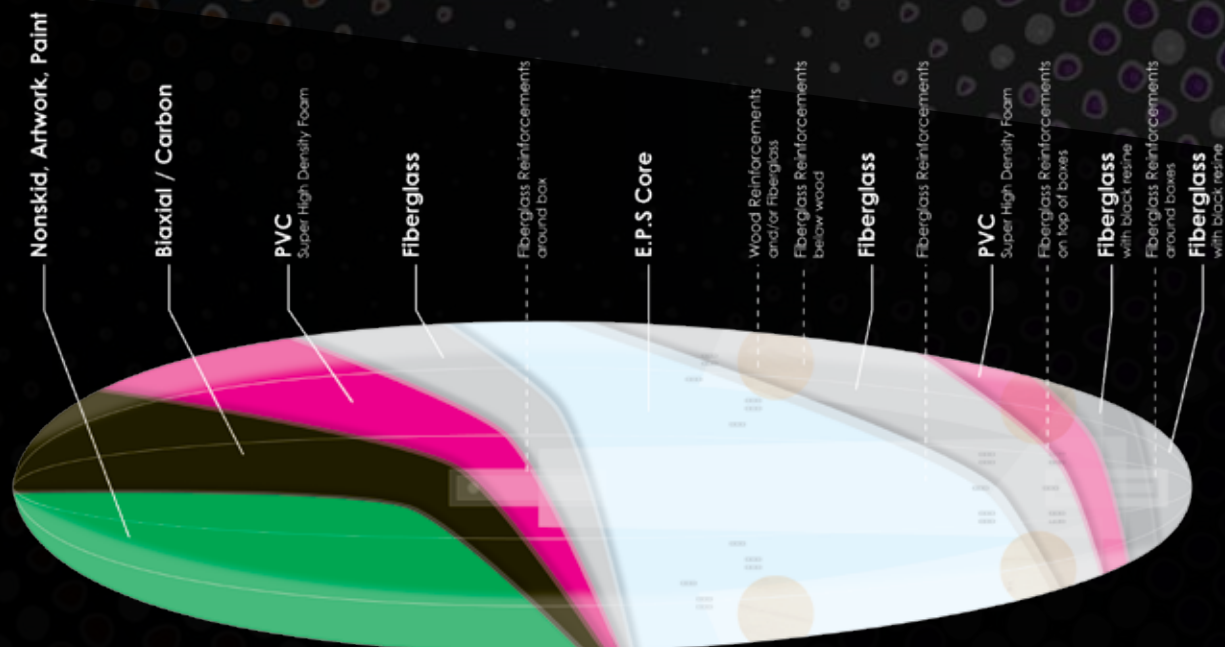 Nonskid, Artwork, Paint
Biaxial / Carbon
PVC
Super High Density Foam
Fiberglass
Fiberglass Reinforcements
around box
E.P.S Core
Wood Reinforcements
and/or Fiberglass
Fiberglass Reinforcements
below wood
Fiberglass
Fiberglass Reinforcements
PVC
Super High Density Foam
Fiberglass Reinforcements
on top of boxes
Fiberglass
with black resine
Fiberglass Reinforcements
around boxes
Fiberglass
with black resine